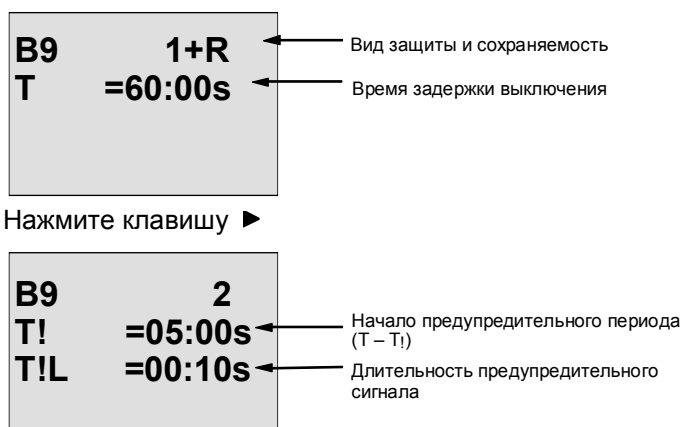 B9 1+R
Вид защиты и сохраняемость
T =60:00s
Время задержки выключения
Нажмите клавишу ►
B9 2
T! =05:00s
Начало предупредительного периода
(T – T!)
T!L =00:10s
Длительность предупредительного
сигнала